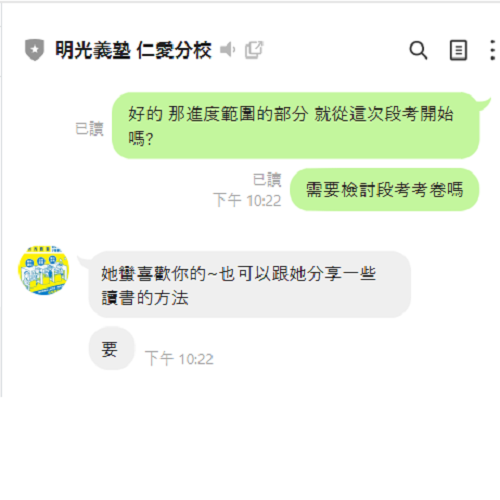 明光義塾 仁愛分校
好的 那進度範圍的部分 就從這次段考開始
嗎?
已讀
已讀
下午 10:22
需要檢討段考考卷嗎
她蠻喜歡你的~也可以跟她分享一些
讀書的方法
要
下午 10:22